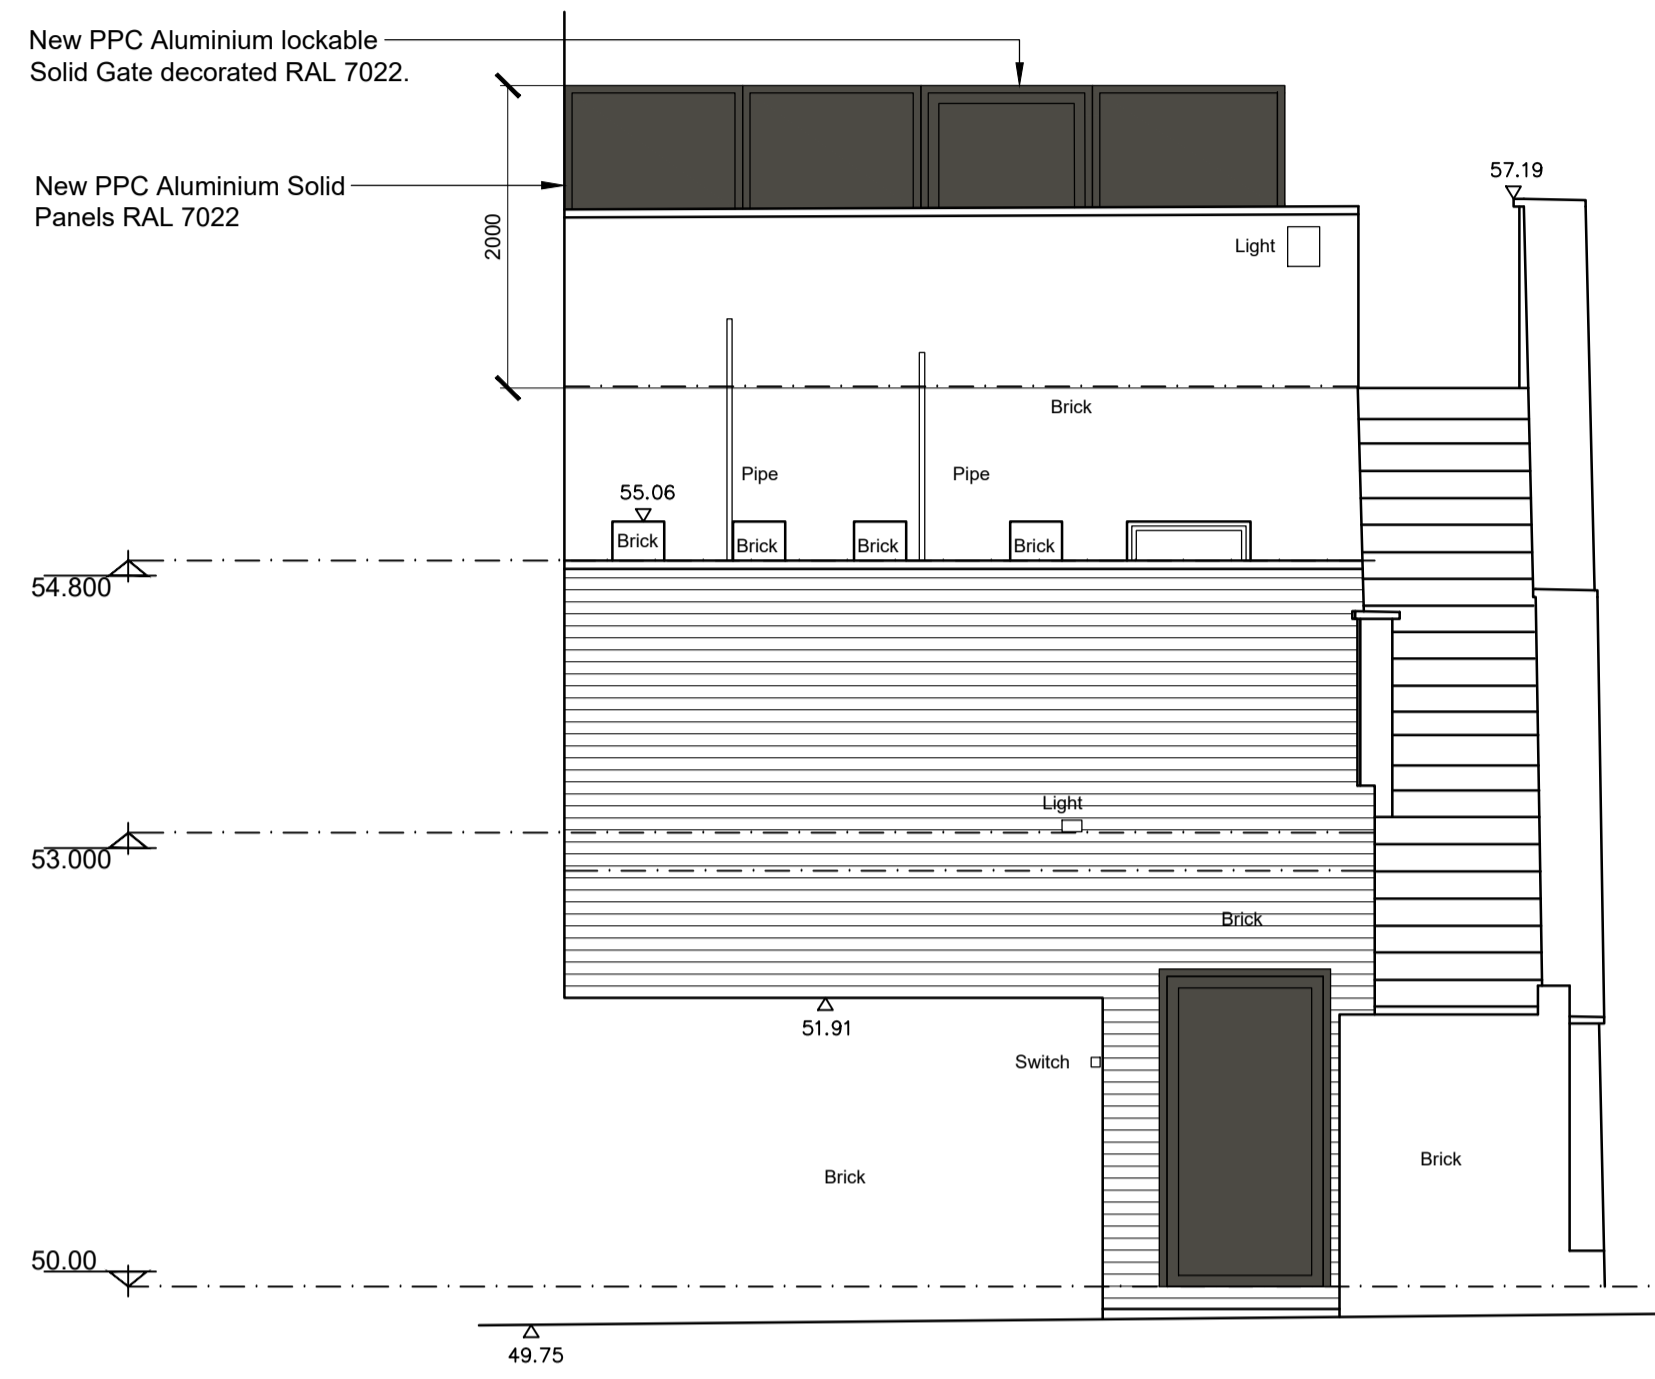 New PPC Aluminium lockable
Solid Gate decorated RAL 7022.
57.19
New PPC Aluminium Solid
Panels RAL 7022
2000
Light
Brick
Pipe
Pipe
55.06
Brick
Brick
Brick
Brick
54.800
Light
53.000
Brick
51.91
Switch
Brick
Brick
50.00
49.75